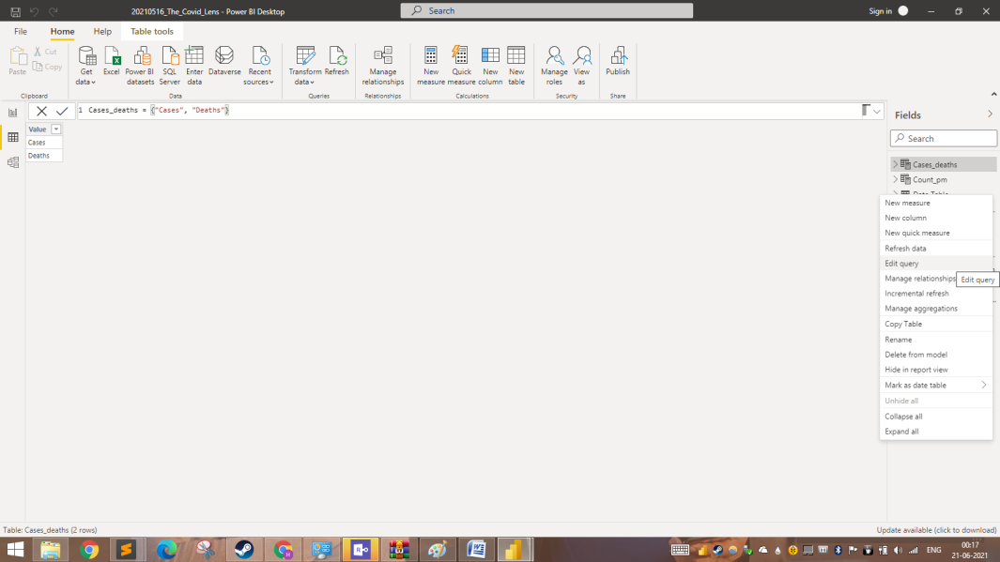 20210516_The_Covid_Lens - Power BI Desktop
Search
Sign in
File
Home
Help
Table tools
Paste
Cut
Copy
Clipboard
Get data
Excel
Power BI datasets
SQL Server
Enter data
Dataverse
Recent sources
Data
Transform data
Refresh
Queries
Manage relationships
Relationships
New measure
Quick measure
New column
New table
Calculations
Manage roles
View as
Security
Publish
Share
1 Cases_deaths = {"Cases", "Deaths"}
Value
Cases
Deaths
Fields
Search
Cases_deaths
Count_pm
Date Table
New measure
New column
New quick measure
Refresh data
Edit query
Edit query
Manage relationships
Incremental refresh
Manage aggregations
Copy Table
Rename
Delete from model
Hide in report view
Mark as date table
Unhide all
Collapse all
Expand all
Table: Cases_deaths (2 rows)
Update available (click to download)
ENG
00:17
21-06-2021